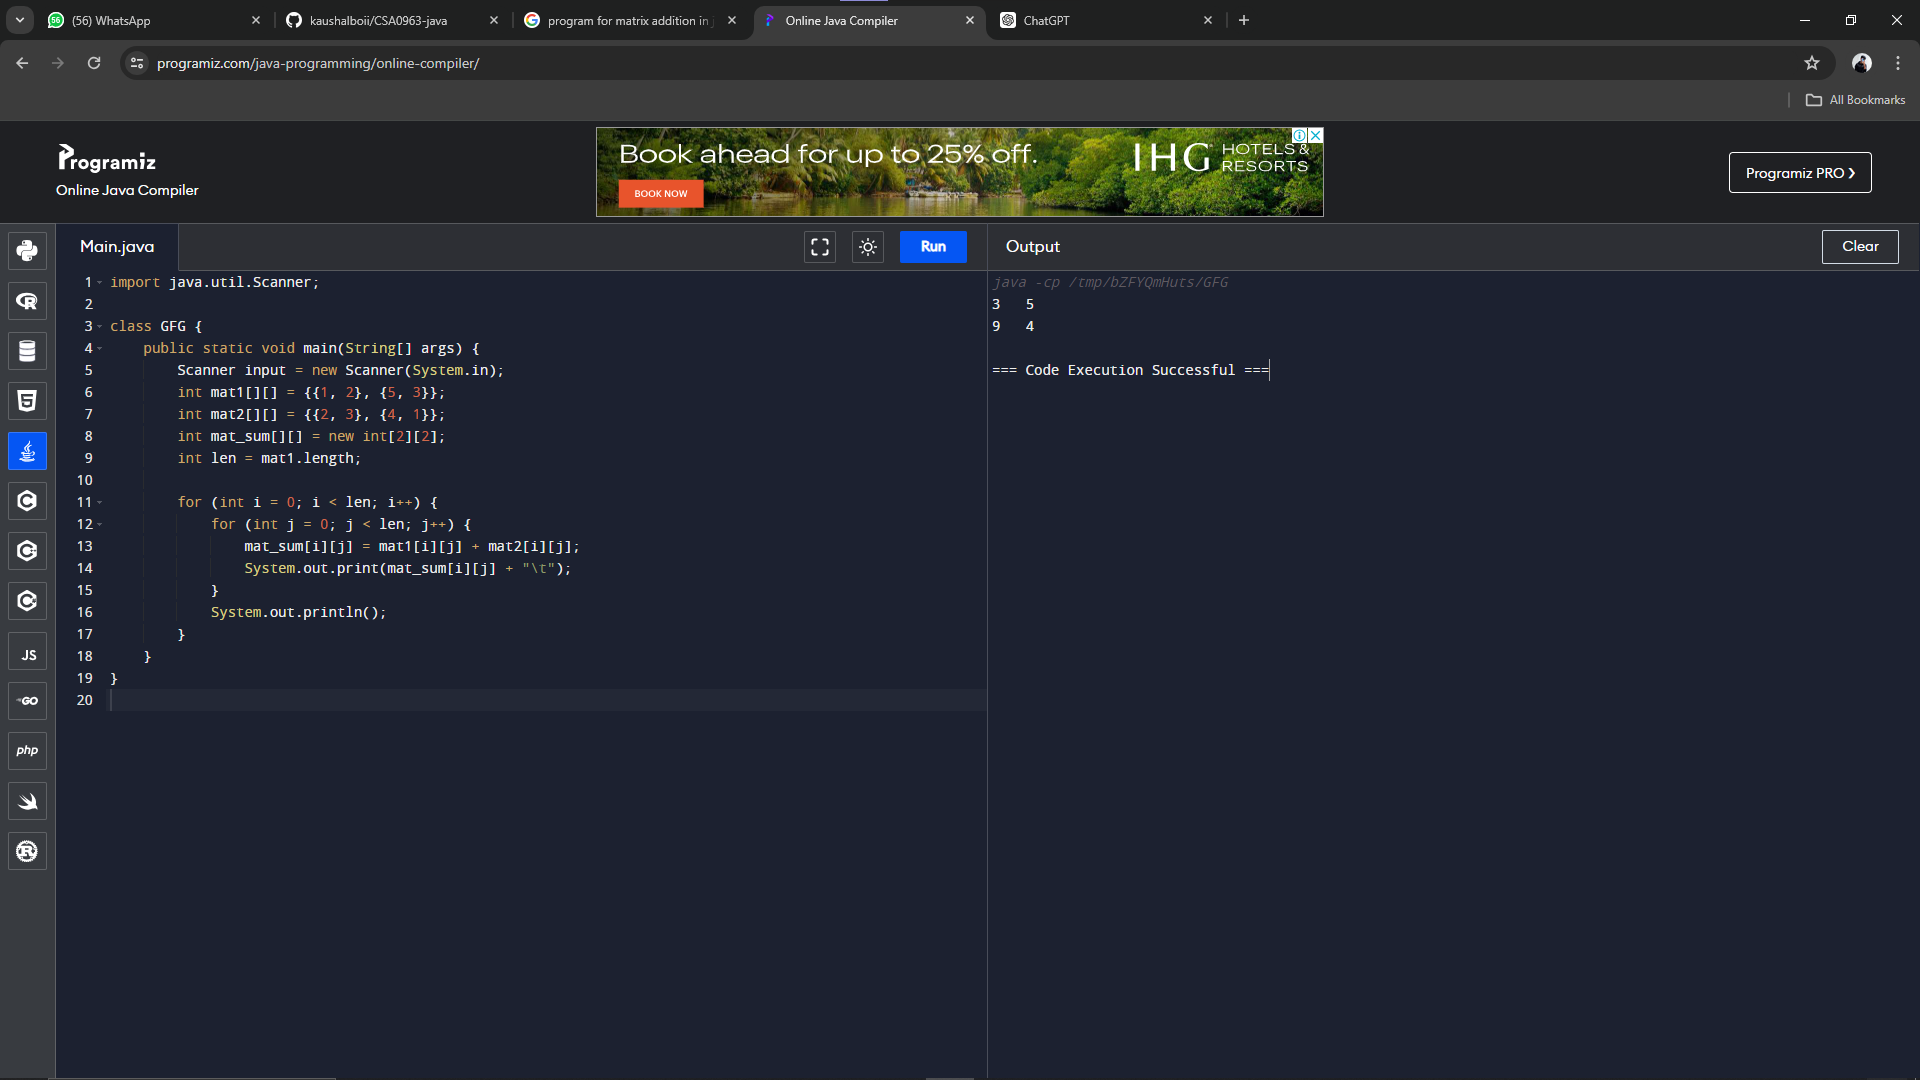 (56) WhatsApp
kaushalboii/CSA0963-java
program for matrix addition in
Online Java Compiler
ChatGPT
programiz.com/java-programming/online-compiler/
All Bookmarks
Programiz
Online Java Compiler
Book ahead for up to 25% off.
BOOK NOW
IHG HOTELS & RESORTS
Programiz PRO ❯
Main.java
Run
Output
Clear
1 import java.util.Scanner;
2
3 class GFG {
4     public static void main(String[] args) {
5         Scanner input = new Scanner(System.in);
6         int mat1[][] = {{1, 2}, {5, 3}};
7         int mat2[][] = {{2, 3}, {4, 1}};
8         int mat_sum[][] = new int[2][2];
9         int len = mat1.length;
10
11         for (int i = 0; i < len; i++) {
12             for (int j = 0; j < len; j++) {
13                 mat_sum[i][j] = mat1[i][j] + mat2[i][j];
14                 System.out.print(mat_sum[i][j] + "\t");
15             }
16             System.out.println();
17         }
18     }
19 }
20
java -cp /tmp/bZFYQmHuts/GFG
3 5
9 4
=== Code Execution Successful ===
JS
GO
php